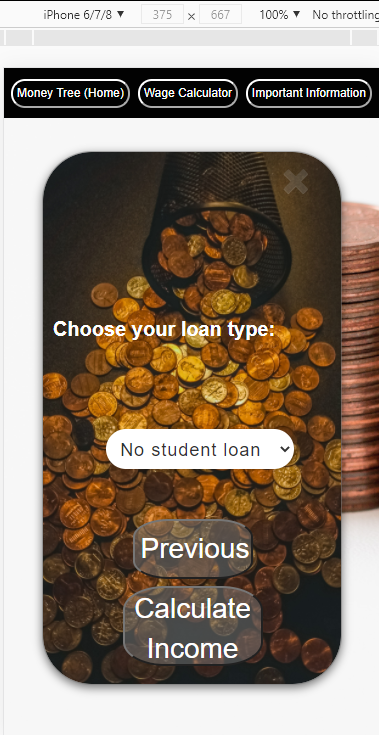 iPhone 6/7/8 ▼ 375 × 667 100% ▼ No throttling
Money Tree (Home) Wage Calculator Important Information
Choose your loan type:
No student loan
Previous
Calculate
Income